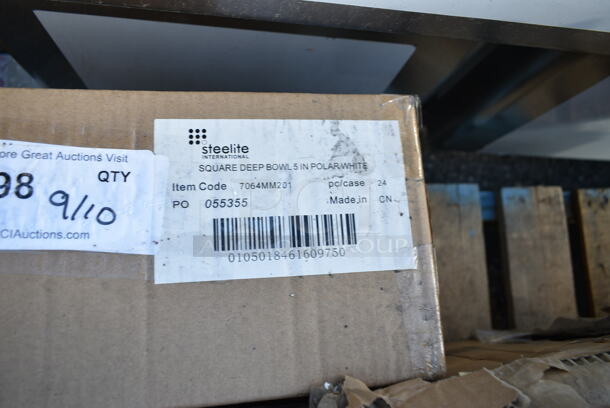 ore Great Auctions Visit
98
QTY
9/10
CIAuctions.com
steelite
INTERNATIONAL
SQUARE DEEP BOWL 5 IN POLAR WHITE
Item Code 7064MM201 pc/case 24
PO 055355 Made in CN
0105018461609750